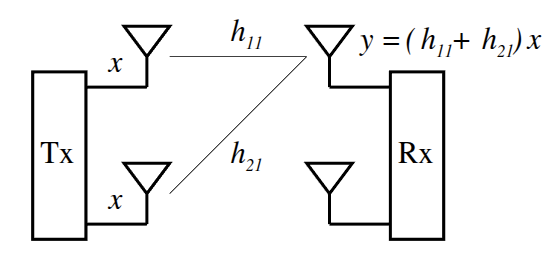 h₁₁
y = ( h₁₁+ h₂₁) x
x
Tx
Rx
h₂₁
x